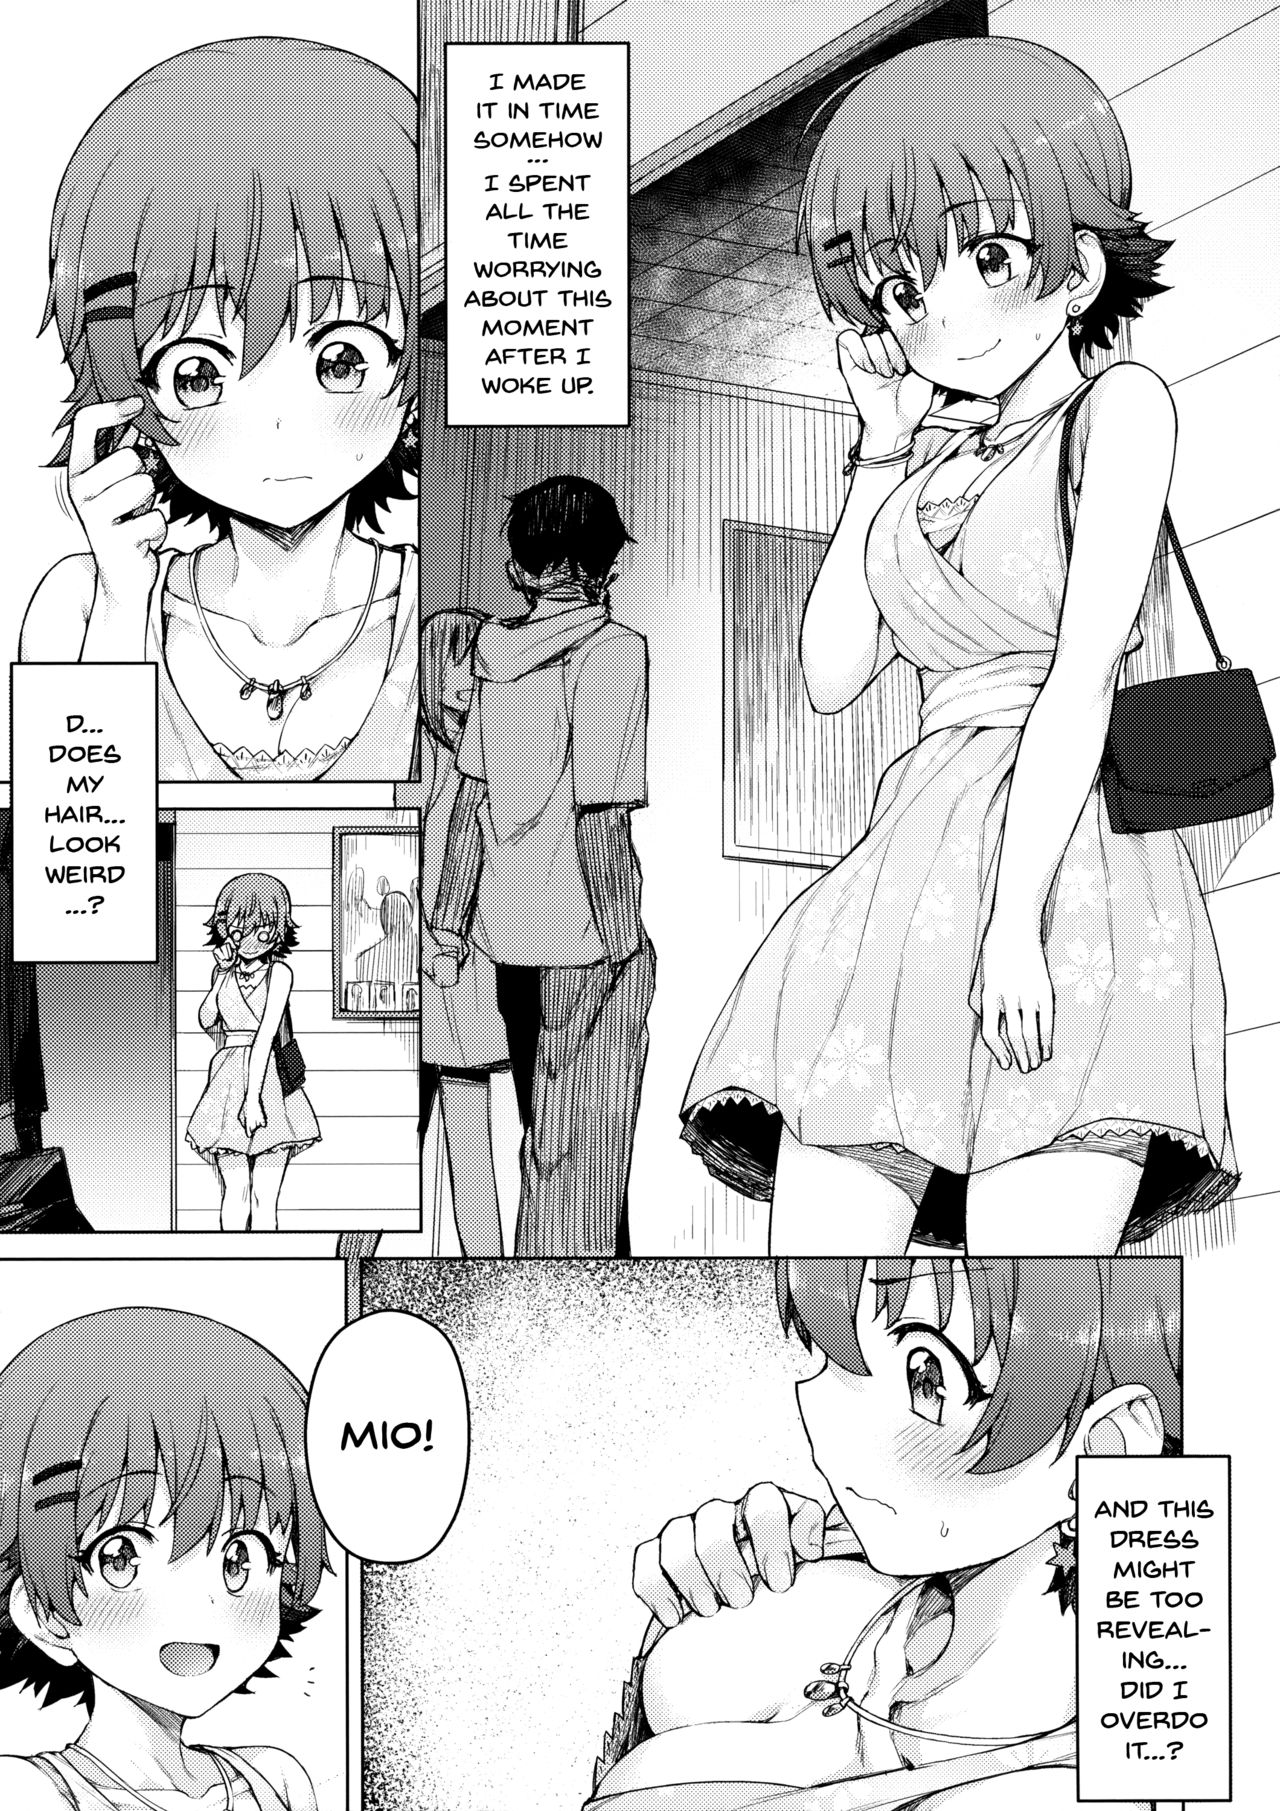 I MADE
IT IN TIME
SOMEHOW
...
I SPENT
ALL THE
TIME
WORRYING
ABOUT THIS
MOMENT
AFTER I
WOKE UP.
D...
DOES
MY
HAIR...
LOOK
WEIRD
...?
AND THIS
DRESS
MIGHT
BE TOO
REVEAL-
ING...
DID I
OVERDO
IT...?
MIO!